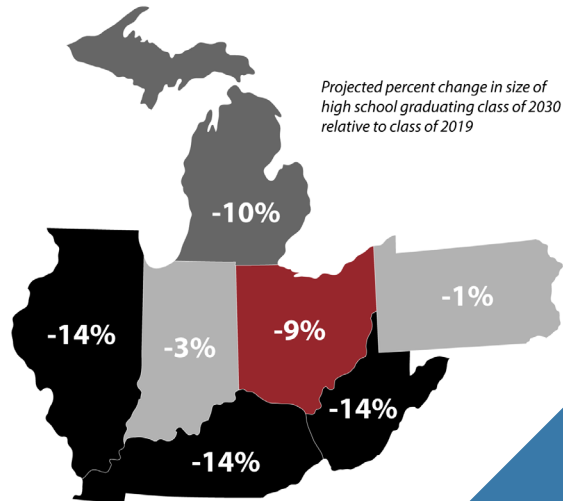 Projected percent change in size of
high school graduating class of 2030
relative to class of 2019
-10%
-14%
-3%
-9%
-1%
-14%
-14%